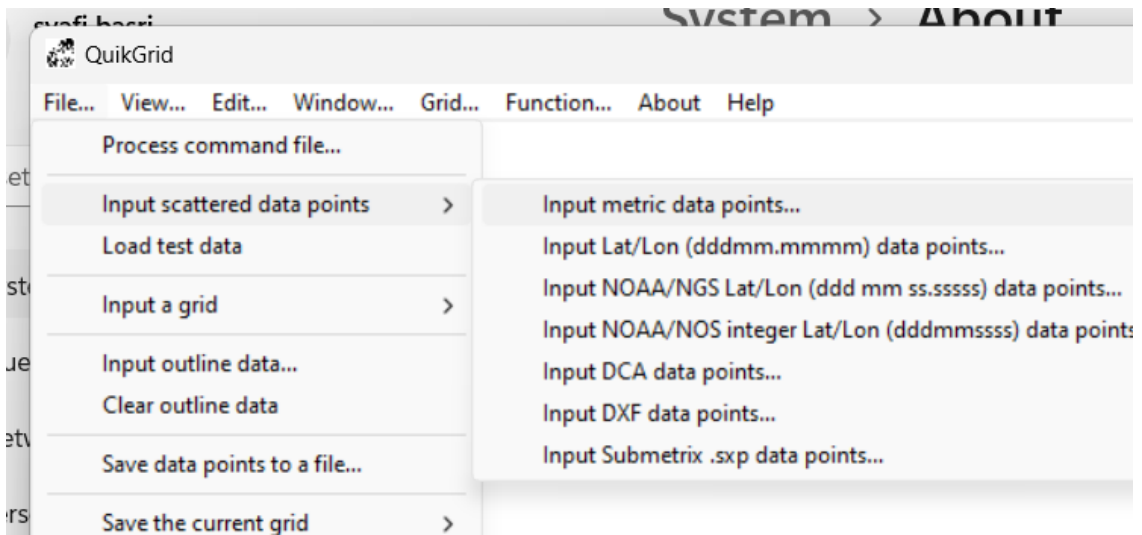 System > About
QuikGrid
File... View... Edit... Window... Grid... Function... About Help
Process command file...
Input scattered data points >
Load test data
Input a grid >
Input outline data...
Clear outline data
Save data points to a file...
Save the current grid >
Input metric data points...
Input Lat/Lon (dddmm.mmmm) data points...
Input NOAA/NGS Lat/Lon (ddd mm ss.sssss) data points...
Input NOAA/NOS integer Lat/Lon (dddmmssss) data points
Input DCA data points...
Input DXF data points...
Input Submetrix .sxp data points...